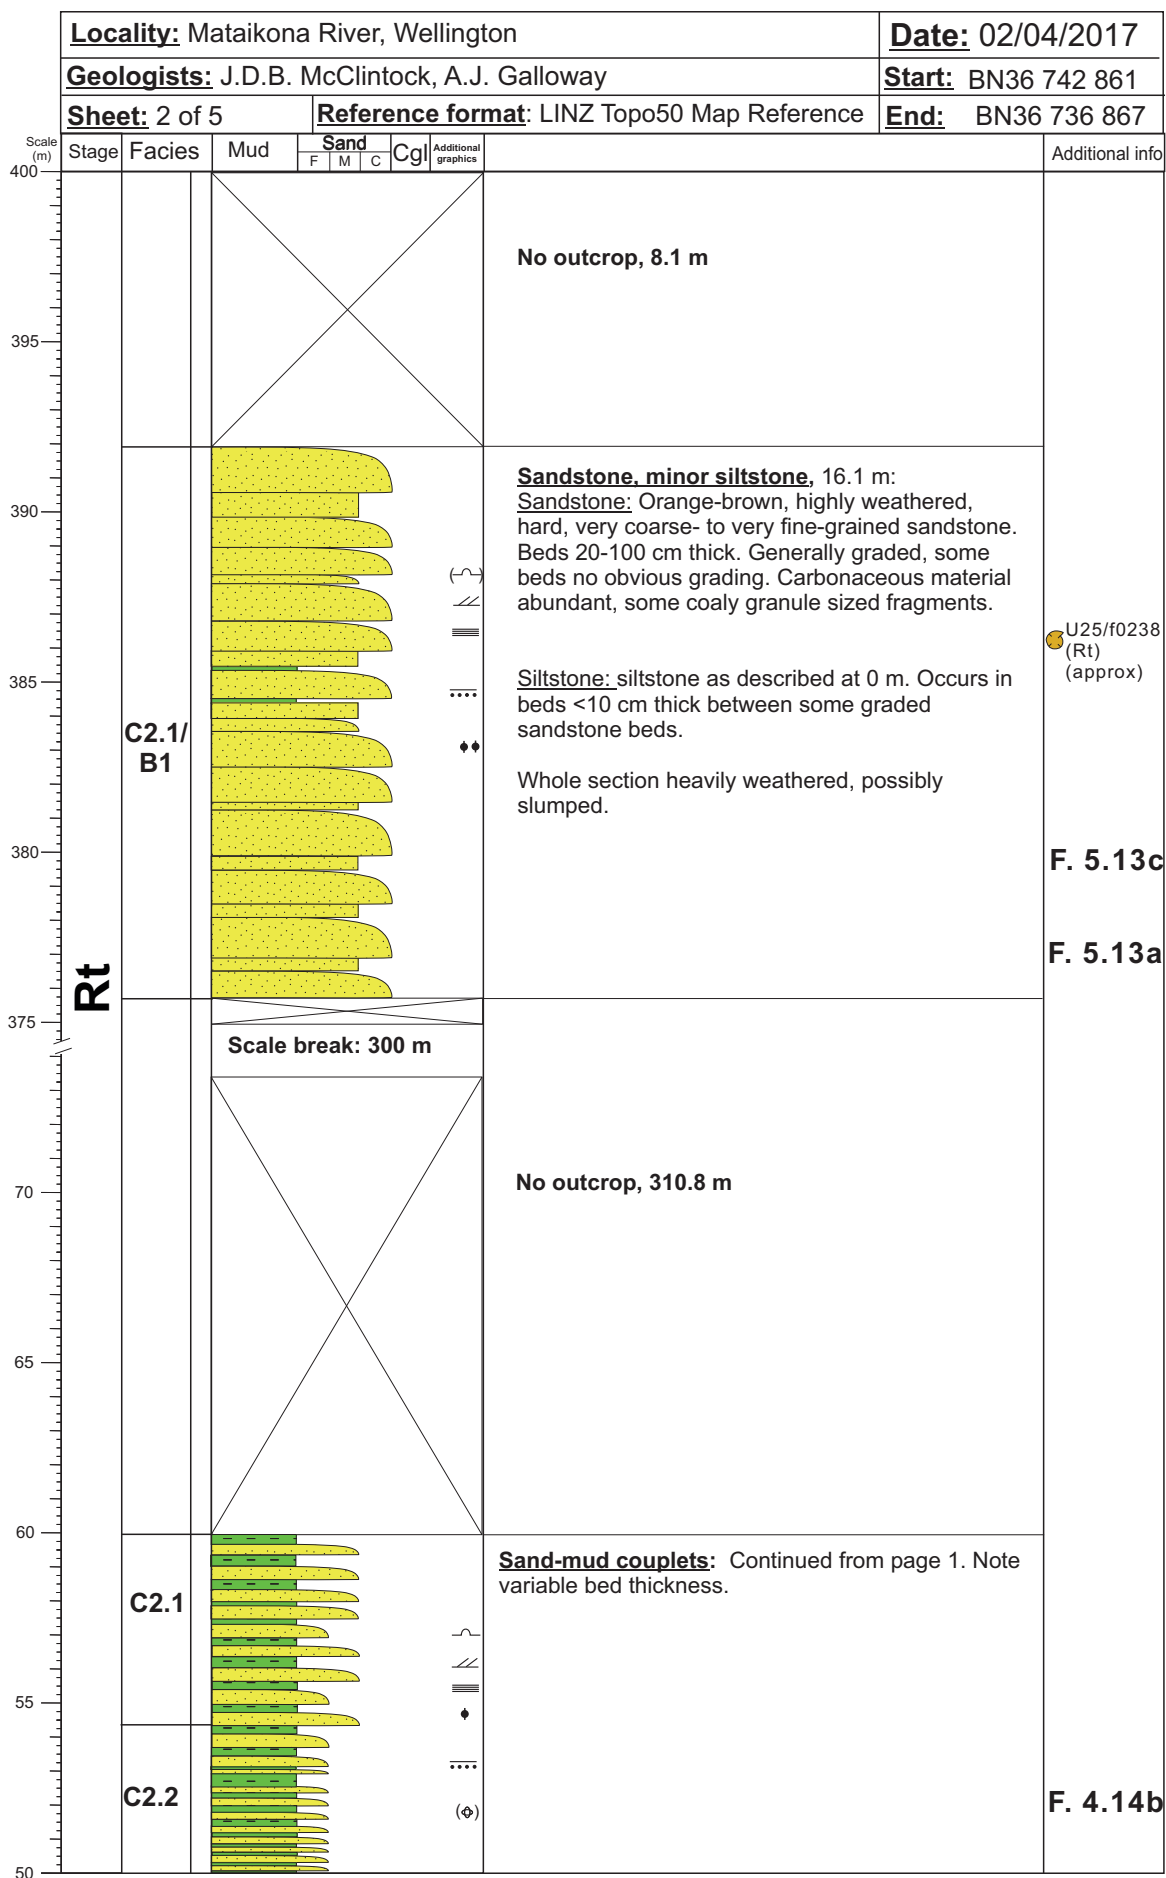 Locality: Mataikona River, Wellington
Date: 02/04/2017
Geologists: J.D.B. McClintock, A.J. Galloway
Start: BN36 742 861
Sheet: 2 of 5
Reference format: LINZ Topo50 Map Reference
End: BN36 736 867
Scale
(m)
Stage
Facies
Mud
Sand
F M C
Cgl
Additional
graphics
Additional info
400
No outcrop, 8.1 m
395
Sandstone, minor siltstone, 16.1 m:
Sandstone: Orange-brown, highly weathered,
hard, very coarse- to very fine-grained sandstone.
Beds 20-100 cm thick. Generally graded, some
beds no obvious grading. Carbonaceous material
abundant, some coaly granule sized fragments.
390
U25/f0238
(Rt)
(approx)
385
Siltstone: siltstone as described at 0 m. Occurs in
beds <10 cm thick between some graded
sandstone beds.
C2.1/
B1
Whole section heavily weathered, possibly
slumped.
380
F. 5.13c
F. 5.13a
Rt
375
Scale break: 300 m
70
No outcrop, 310.8 m
65
60
Sand-mud couplets: Continued from page 1. Note
variable bed thickness.
C2.1
55
C2.2
F. 4.14b
50